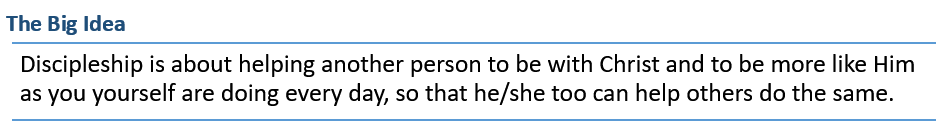 The Big Idea
Discipleship is about helping another person to be with Christ and to be more like Him
as you yourself are doing every day, so that he/she too can help others do the same.